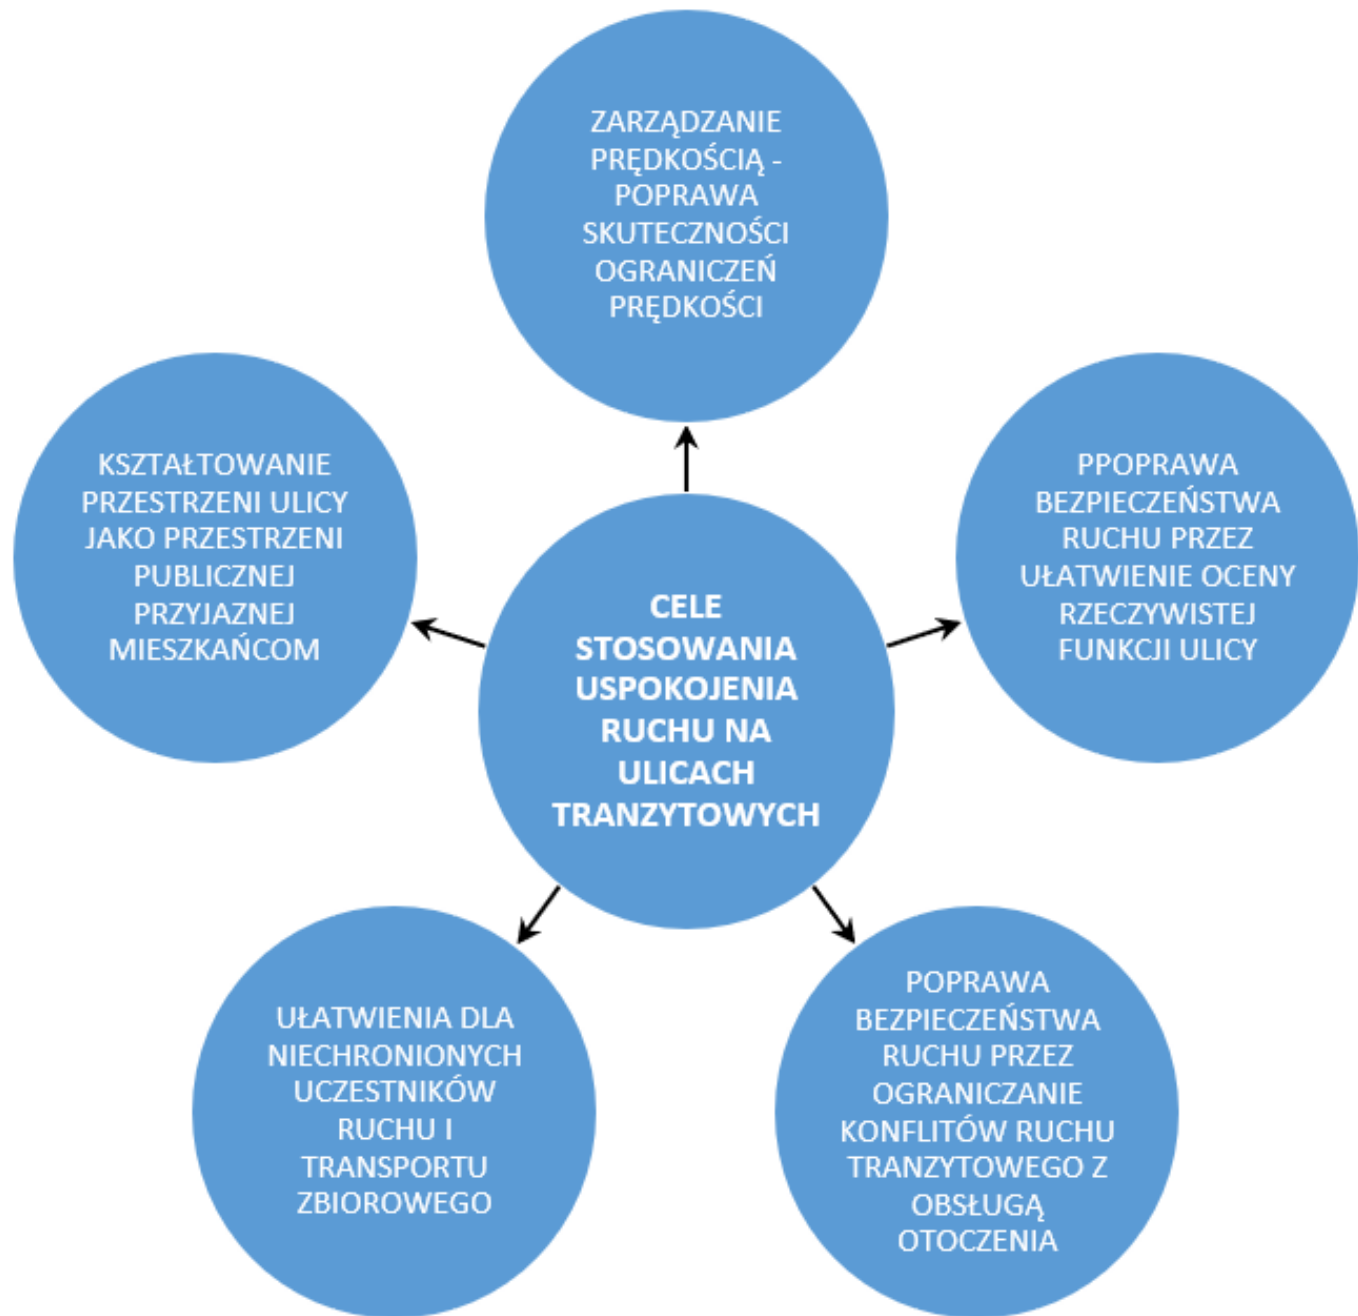 ZARZĄDZANIE
PRĘDKOŚCIĄ -
POPRAWA
SKUTECZNOŚCI
OGRANICZEŃ
PRĘDKOŚCI
KSZTAŁTOWANIE
PRZESTRZENI ULICY
JAKO PRZESTRZENI
PUBLICZNEJ
PRZYJAZNEJ
MIESZKAŃCOM
PPOPRAWA
BEZPIECZEŃSTWA
RUCHU PRZEZ
UŁATWIENIE OCENY
RZECZYWISTEJ
FUNKCJI ULICY
CELE
STOSOWANIA
USPOKOJENIA
RUCHU NA
ULICACH
TRANZYTOWYCH
UŁATWIENIA DLA
NIECHRONIONYCH
UCZESTNIKÓW
RUCHU I
TRANSPORTU
ZBIOROWEGO
POPRAWA
BEZPIECZEŃSTWA
RUCHU PRZEZ
OGRANICZANIE
KONFLITÓW RUCHU
TRANZYTOWEGO Z
OBSŁUGĄ
OTOCZENIA